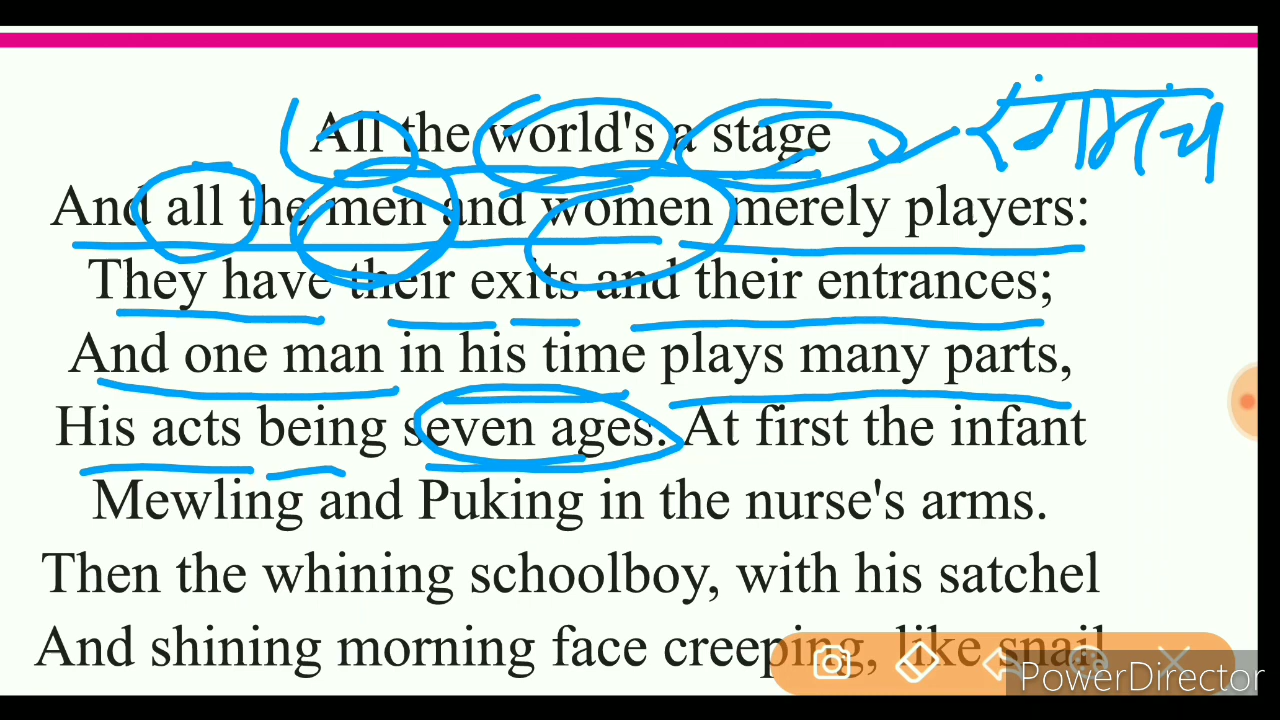 All the world's a stage
रंगमंच
And all the men and women merely players:
They have their exits and their entrances;
And one man in his time plays many parts,
His acts being seven ages. At first the infant
Mewling and Puking in the nurse's arms.
Then the whining schoolboy, with his satchel
And shining morning face creeping, like snail
PowerDirector